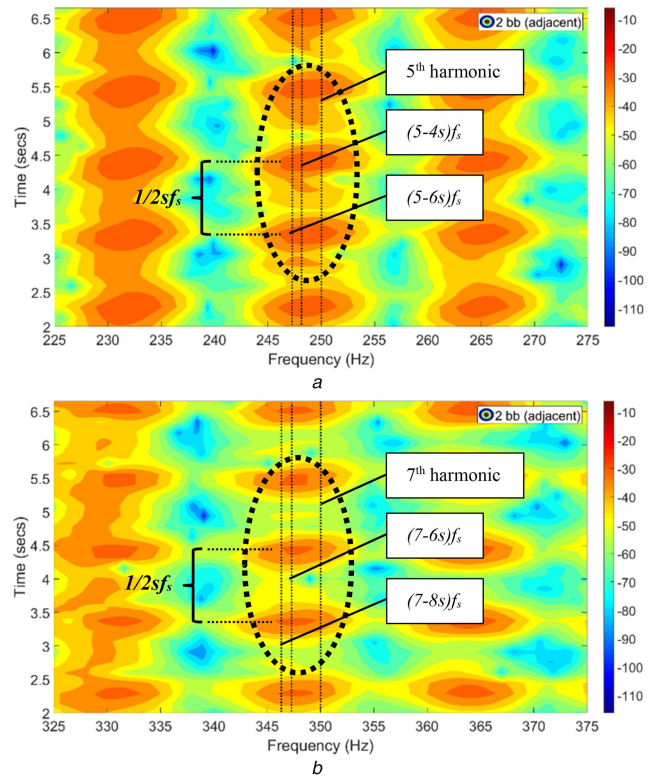 6.5
6
5.5
5
4.5
4
3.5
3
2.5
2
Time (secs)
225 230 235 240 245 250 255 260 265 270 275
Frequency (Hz)
2 bb (adjacent)
5th harmonic
(5-4s)fs
(5-6s)fs
1/2sfs
-10
-20
-30
-40
-50
-60
-70
-80
-90
-100
-110
a
6.5
6
5.5
5
4.5
4
3.5
3
2.5
2
Time (secs)
325 330 335 340 345 350 355 360 365 370 375
Frequency (Hz)
2 bb (adjacent)
7th harmonic
(7-6s)fs
(7-8s)fs
1/2sfs
-10
-20
-30
-40
-50
-60
-70
-80
-90
-100
-110
b